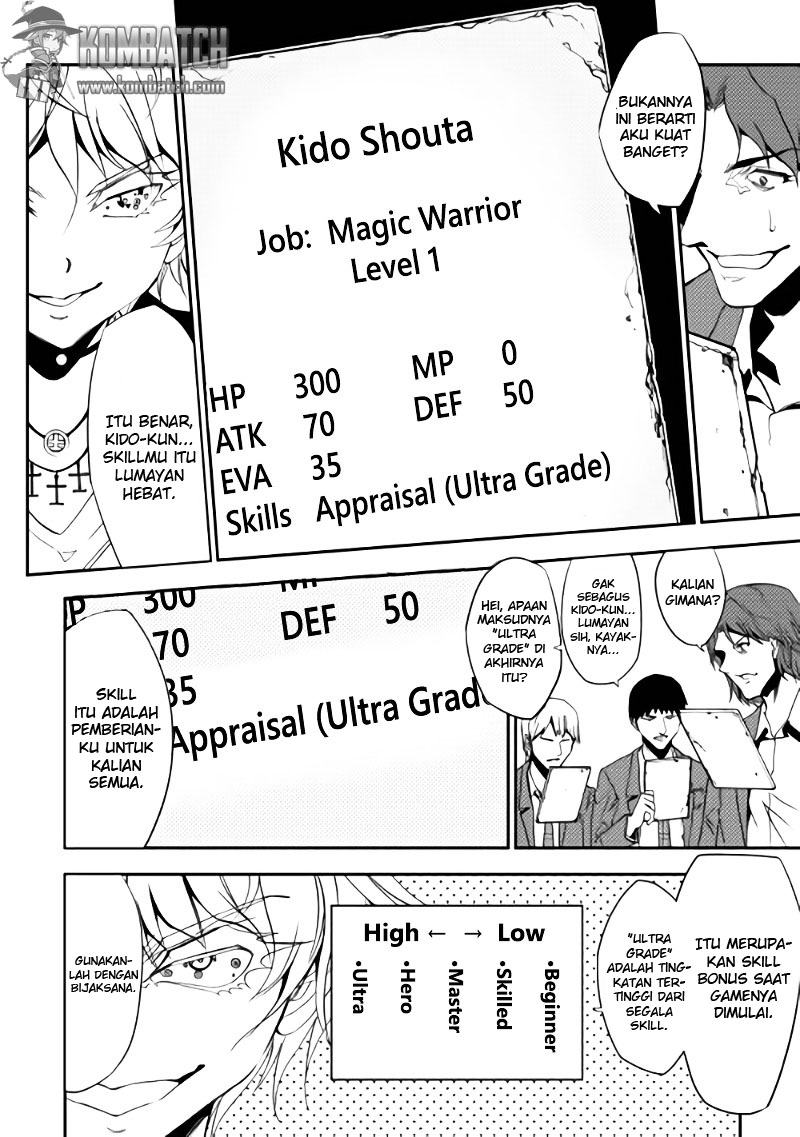 KOMBATCH
www.kombatch.com
BUKANNYA
INI BERARTI
AKU KUAT
BANGET?
Kido Shouta
Job: Magic Warrior
Level 1
HP 300 MP 0
ATK 70 DEF 50
EVA 35
Skills Appraisal (Ultra Grade)
ITU BENAR,
KIDO-KUN...
SKILLMU ITU
LUMAYAN
HEBAT.
KALIAN
GIMANA?
GAK
SEBAGUS
KIDO-KUN...
LUMAYAN
SIH, KAYAK-
NYA...
HEI, APAAN
MAKSUDNYA
"ULTRA
GRADE" DI
AKHIRNYA
ITU?
P 300 MP
70 DEF 50
35
Appraisal (Ultra Grade
SKILL
ITU ADALAH
PEMBERIAN-
KU UNTUK
KALIAN
SEMUA.
ITU MERUPA-
KAN SKILL
BONUS SAAT
GAMENYA
DIMULAI.
"ULTRA
GRADE"
ADALAH TING-
KATAN TER-
TINGGI DARI
SEGALA
SKILL.
High ← → Low
•Ultra
•Hero
•Master
•Skilled
•Beginner
GUNAKAN-
LAH DENGAN
BIJAKSANA.